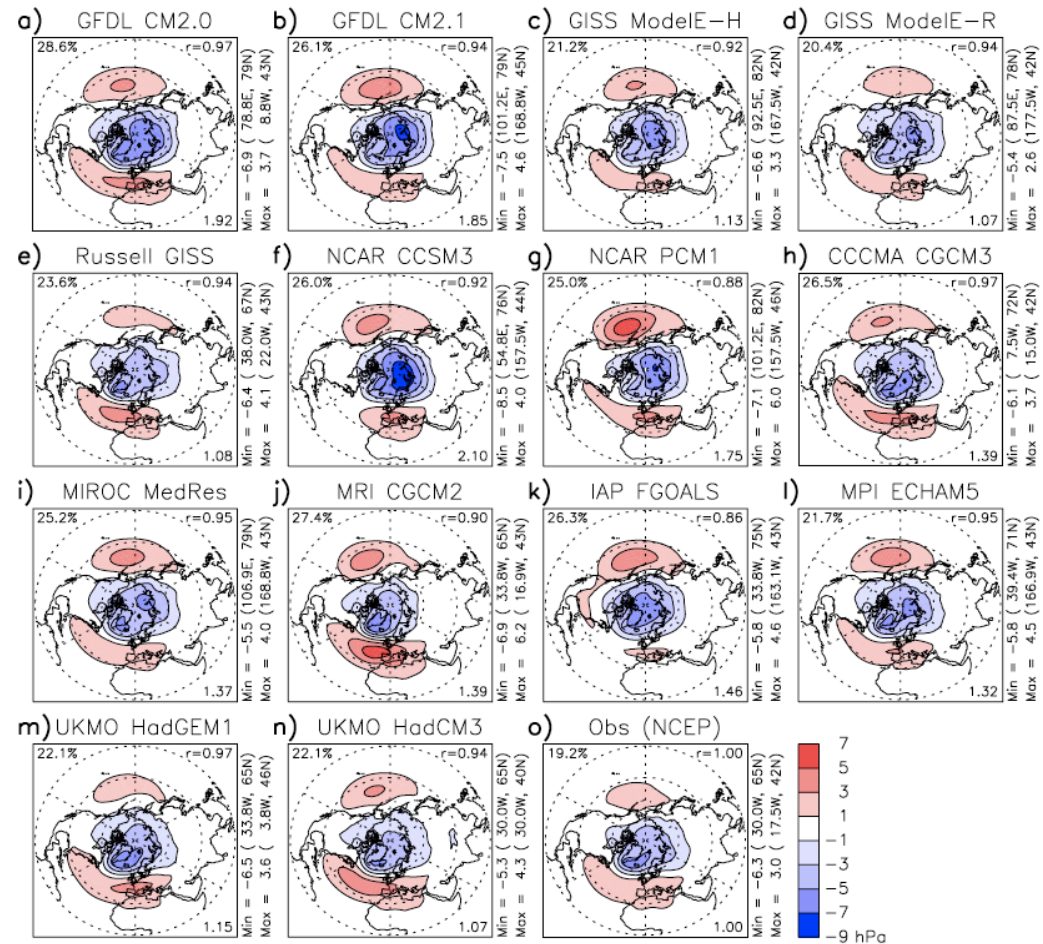 a) GFDL CM2.0
28.6% r=0.97
1.92
Min = -6.9 ( 78.8E, 79N)
Max = 3.7 ( 8.8W, 43N)
b) GFDL CM2.1
26.1% r=0.94
1.85
Min = -7.5 (101.2E, 79N)
Max = 4.6 (168.8W, 45N)
c) GISS ModelE-H
21.2% r=0.92
1.13
Min = -6.6 ( 92.5E, 82N)
Max = 3.3 (167.5W, 42N)
d) GISS ModelE-R
20.4% r=0.94
1.07
Min = -5.4 ( 87.5E, 78N)
Max = 2.6 (177.5W, 42N)
e) Russell GISS
23.6% r=0.94
1.08
Min = -6.4 ( 38.0W, 67N)
Max = 4.1 ( 22.0W, 43N)
f) NCAR CCSM3
26.0% r=0.92
2.10
Min = -8.5 ( 54.8E, 76N)
Max = 4.0 (157.5W, 44N)
g) NCAR PCM1
25.0% r=0.88
1.75
Min = -7.1 (101.2E, 82N)
Max = 6.0 (157.5W, 46N)
h) CCCMA CGCM3
26.5% r=0.97
1.39
Min = -6.1 ( 7.5W, 72N)
Max = 3.7 ( 15.0W, 42N)
i) MIROC MedRes
25.2% r=0.95
1.37
Min = -5.5 (106.9E, 79N)
Max = 4.0 (168.8W, 43N)
j) MRI CGCM2
27.4% r=0.90
1.39
Min = -6.9 ( 33.8W, 65N)
Max = 6.2 ( 16.9W, 43N)
k) IAP FGOALS
26.3% r=0.86
1.46
Min = -5.8 ( 33.8W, 75N)
Max = 4.6 (163.1W, 43N)
l) MPI ECHAM5
21.7% r=0.95
1.32
Min = -5.8 ( 39.4W, 71N)
Max = 4.5 (166.9W, 43N)
m) UKMO HadGEM1
22.1% r=0.97
1.15
Min = -6.5 ( 33.8W, 65N)
Max = 3.6 ( 3.8W, 46N)
n) UKMO HadCM3
22.1% r=0.94
1.07
Min = -5.3 ( 30.0W, 65N)
Max = 4.3 ( 30.0W, 40N)
o) Obs (NCEP)
19.2% r=1.00
1.00
Min = -6.3 ( 30.0W, 65N)
Max = 3.0 ( 17.5W, 42N)
7
5
3
1
-1
-3
-5
-7
-9 hPa